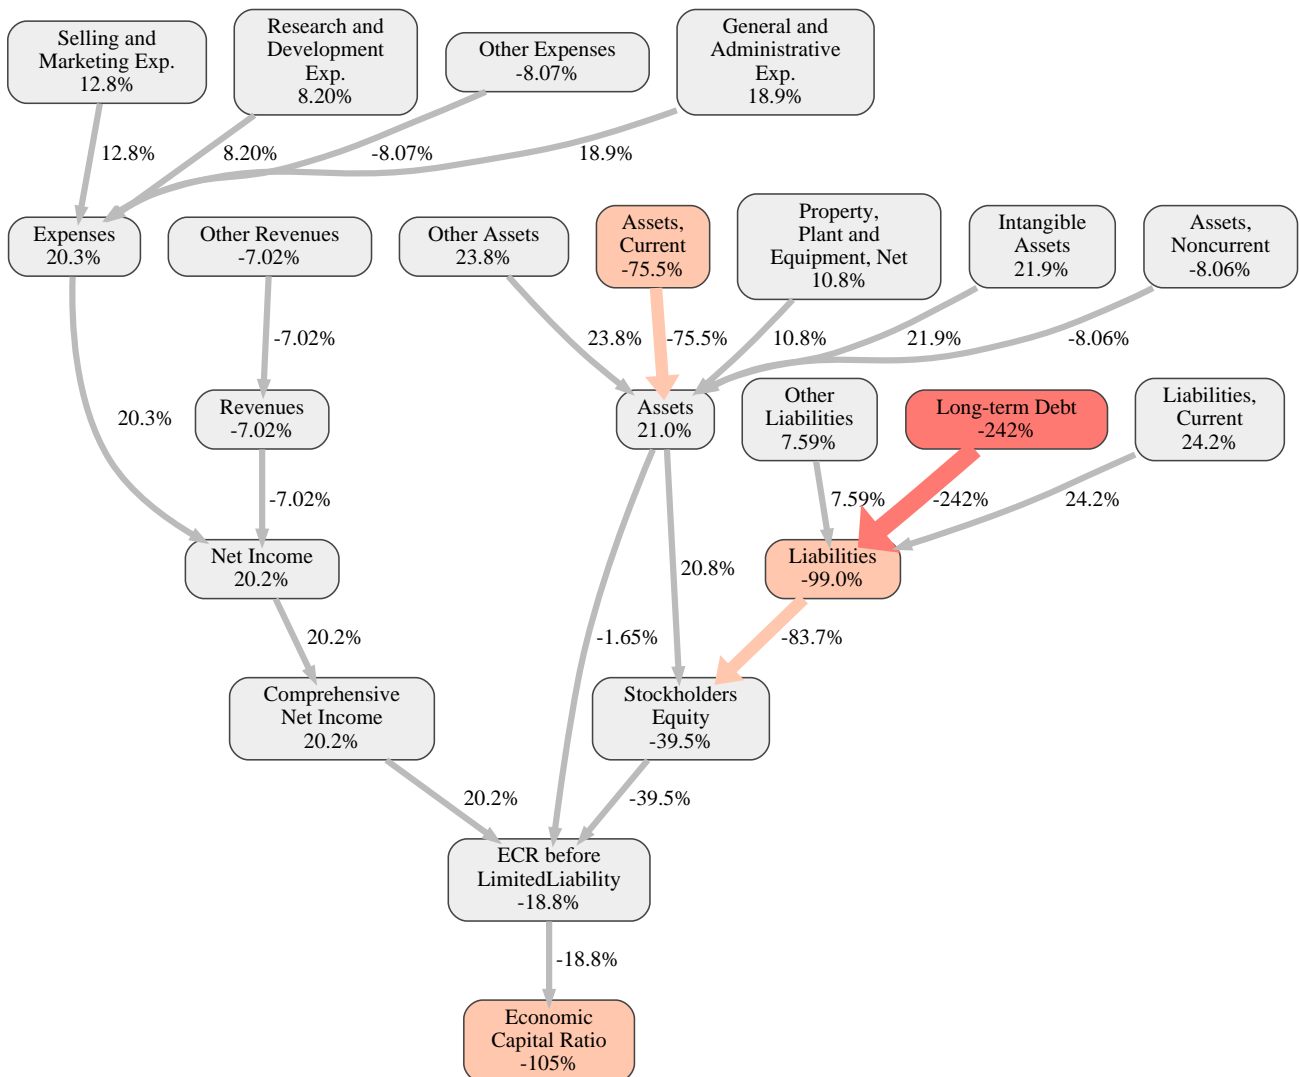 Selling and
Marketing Exp.
12.8%
Research and
Development
Exp.
8.20%
Other Expenses
-8.07%
General and
Administrative
Exp.
18.9%
12.8%
8.20%
-8.07%
18.9%
Expenses
20.3%
Other Revenues
-7.02%
Other Assets
23.8%
Assets,
Current
-75.5%
Property,
Plant and
Equipment, Net
10.8%
Intangible
Assets
21.9%
Assets,
Noncurrent
-8.06%
-7.02%
23.8%
-75.5%
10.8%
21.9%
-8.06%
20.3%
Revenues
-7.02%
Assets
21.0%
Other
Liabilities
7.59%
Long-term Debt
-242%
Liabilities,
Current
24.2%
-7.02%
7.59%
-242%
24.2%
Net Income
20.2%
20.8%
Liabilities
-99.0%
20.2%
-1.65%
-83.7%
Comprehensive
Net Income
20.2%
Stockholders
Equity
-39.5%
20.2%
-39.5%
ECR before
LimitedLiability
-18.8%
-18.8%
Economic
Capital Ratio
-105%